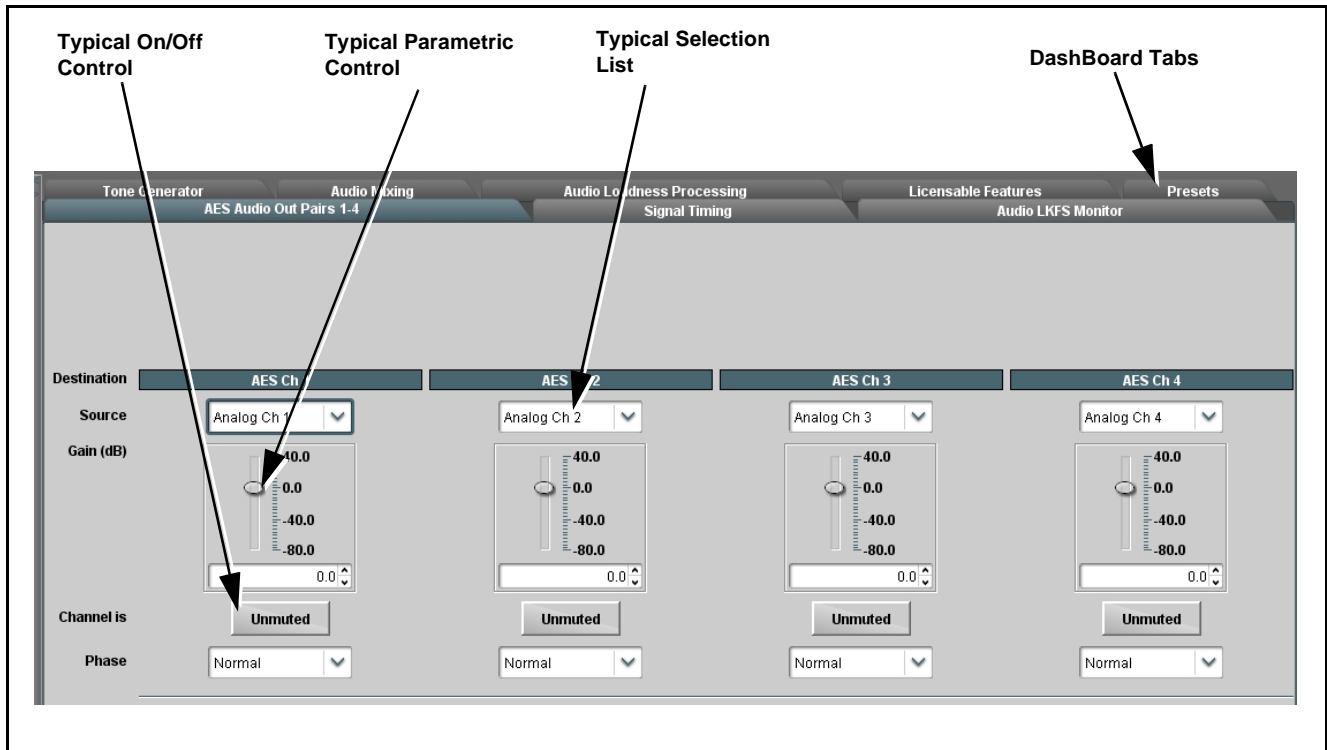 Typical On/Off
Control
Typical Parametric
Control
Typical Selection
List
DashBoard Tabs
Tone Generator Audio Mixing Audio Loudness Processing Licensable Features Presets
AES Audio Out Pairs 1-4 Signal Timing Audio LKFS Monitor
Destination AES Ch AES 2 AES Ch 3 AES Ch 4
Source Analog Ch 1 Analog Ch 2 Analog Ch 3 Analog Ch 4
Gain (dB) 40.0 40.0 40.0 40.0
0.0 0.0 0.0 0.0
-40.0 -40.0 -40.0 -40.0
-80.0 -80.0 -80.0 -80.0
0.0 0.0 0.0 0.0
Channel is Unmuted Unmuted Unmuted Unmuted
Phase Normal Normal Normal Normal